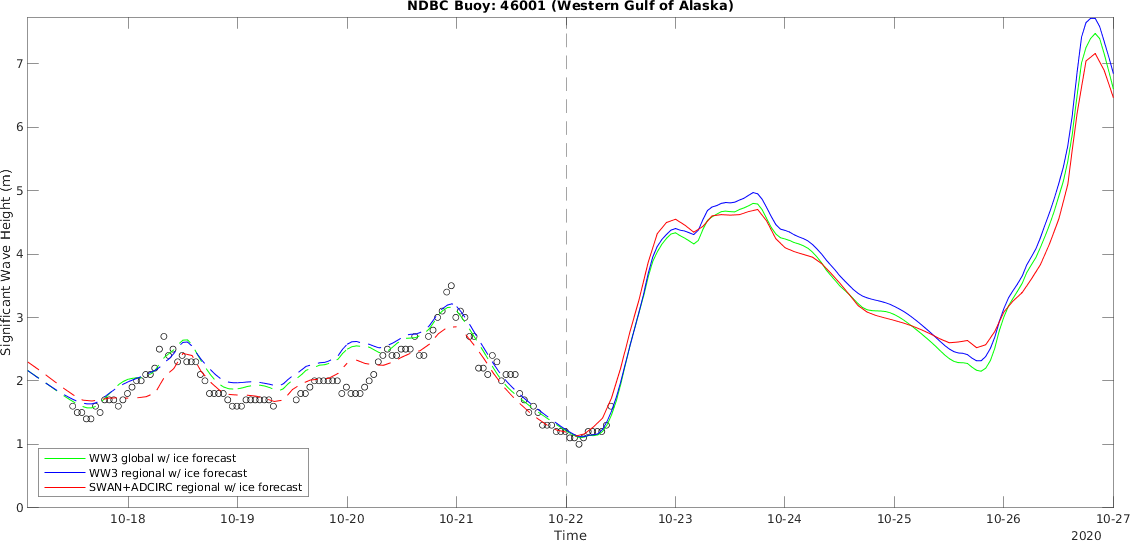 NDBC Buoy: 46001 (Western Gulf of Alaska)
Significant Wave Height (m)
7
6
5
4
3
2
1
0
WW3 global w/ ice forecast
WW3 regional w/ ice forecast
SWAN+ADCIRC regional w/ ice forecast
10-18 10-19 10-20 10-21 10-22 10-23 10-24 10-25 10-26 10-27
Time
2020